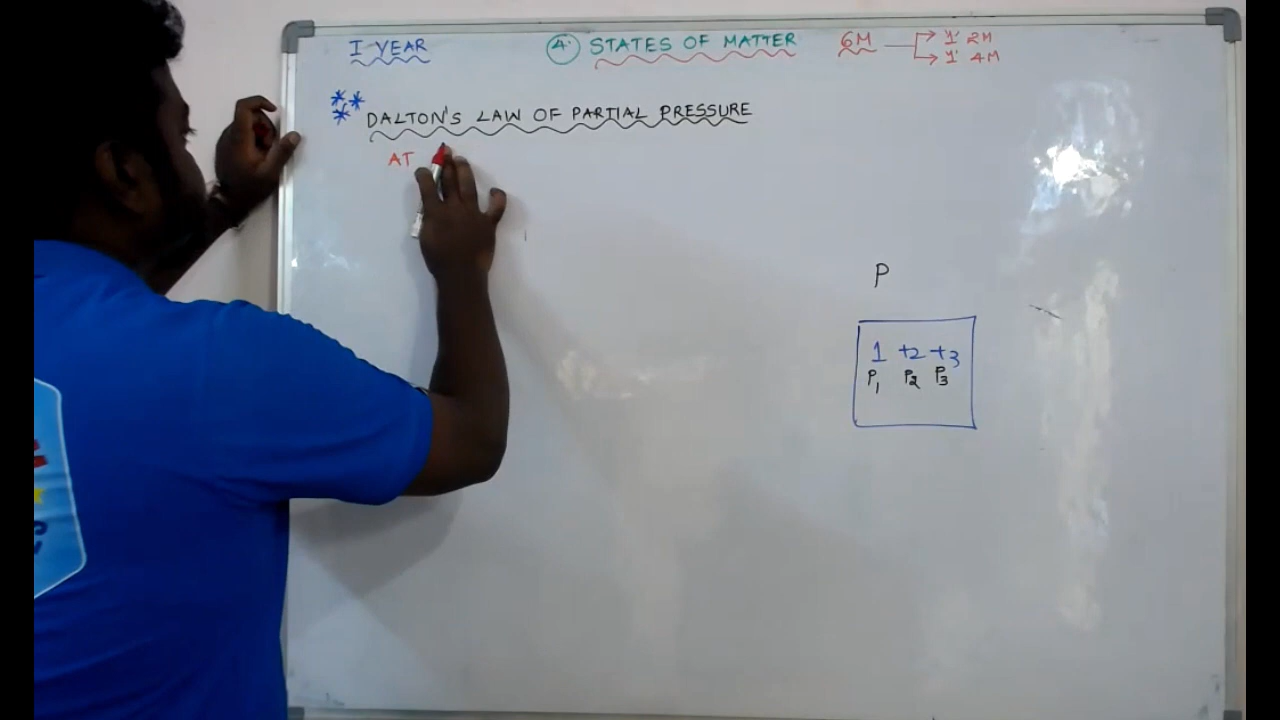 I YEAR
4. STATES OF MATTER 6M
1' 2M
1' 4M
DALTON'S LAW OF PARTIAL PRESSURE
AT
P
1 +2 +3
P1 P2 P3